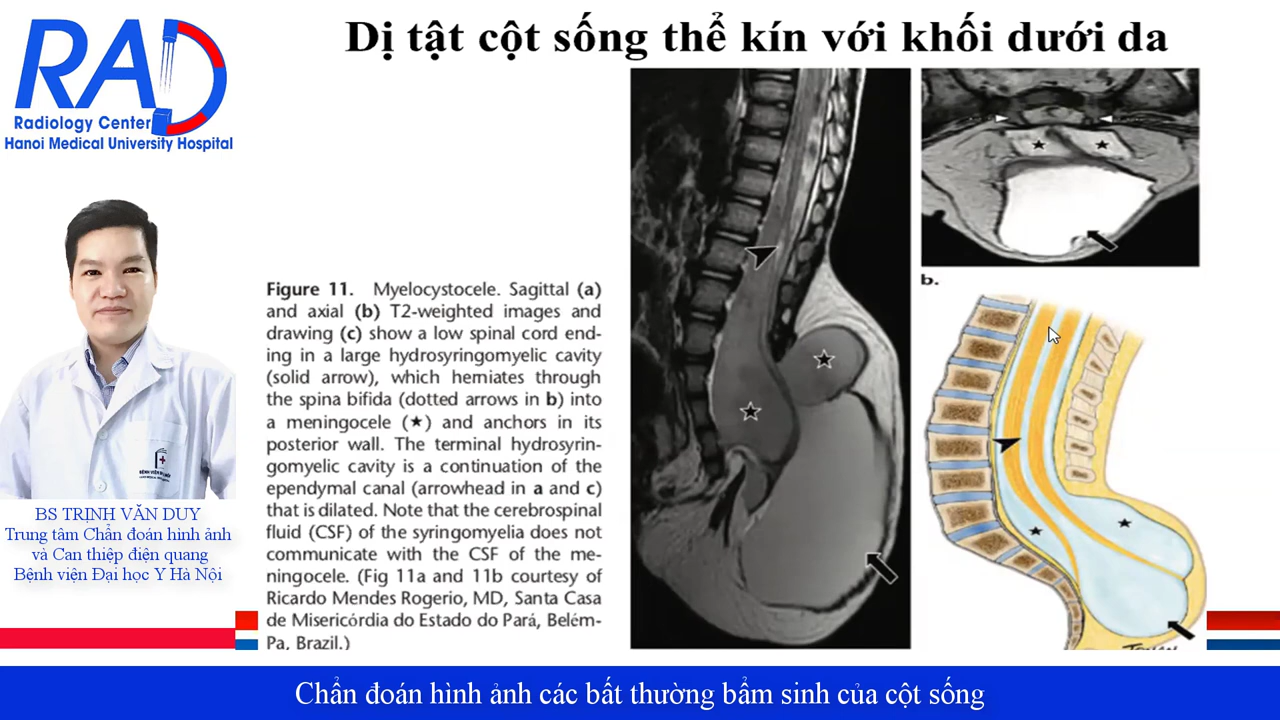 Dị tật cột sống thể kín với khối dưới da
RAD
Radiology Center
Hanoi Medical University Hospital
BS TRỊNH VĂN DUY
Trung tâm Chẩn đoán hình ảnh
và Can thiệp điện quang
Bệnh viện Đại học Y Hà Nội
Figure 11. Myelocystocele. Sagittal (a)
and axial (b) T2-weighted images and
drawing (c) show a low spinal cord end-
ing in a large hydrosyringomyelic cavity
(solid arrow), which herniates through
the spina bifida (dotted arrows in b) into
a meningocele (★) and anchors in its
posterior wall. The terminal hydrosyrin-
gomyelic cavity is a continuation of the
ependymal canal (arrowhead in a and c)
that is dilated. Note that the cerebrospinal
fluid (CSF) of the syringomyelia does not
communicate with the CSF of the me-
ningocele. (Fig 11a and 11b courtesy of
Ricardo Mendes Rogerio, MD, Santa Casa
de Misericórdia do Estado do Pará, Belém-
Pa, Brazil.)
b.
Chẩn đoán hình ảnh các bất thường bẩm sinh của cột sống